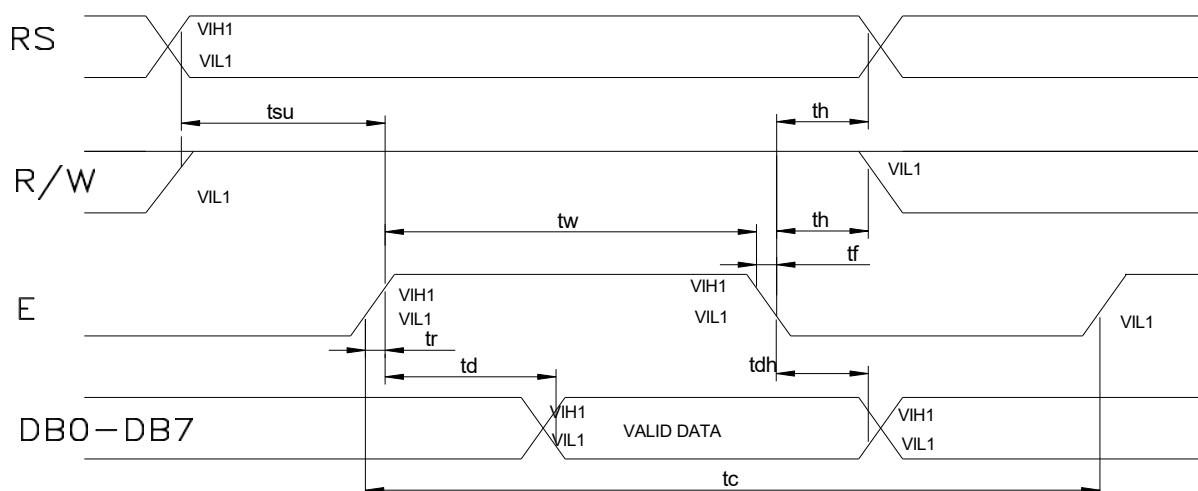 RS
VIH1
VIL1
tsu
th
R/W
VIL1
VIL1
tw
th
tf
E
VIH1
VIL1
VIH1
VIL1
VIL1
tr
td
tdh
DB0-DB7
VIH1
VIL1
VALID DATA
VIH1
VIL1
tc